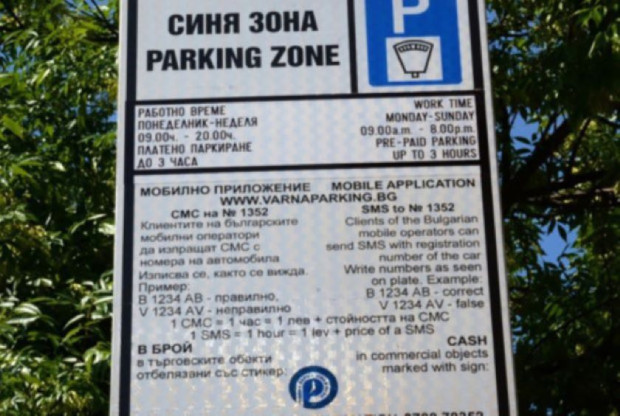 СИНЯ ЗОНА
PARKING ZONE
P
РАБОТНО ВРЕМЕ
ПОНЕДЕЛНИК-НЕДЕЛЯ
09.00ч. - 20.00ч.
ПЛАТЕНО ПАРКИРАНЕ
ДО 3 ЧАСА
WORK TIME
MONDAY-SUNDAY
09.00a.m. - 8.00p.m.
PRE-PAID PARKING
UP TO 3 HOURS
МОБИЛНО ПРИЛОЖЕНИЕ MOBILE APPLICATION
WWW.VARNAPARKING.BG
СМС на № 1352
Клиентите на българските
мобилни оператори
да изпращат СМС с
номера на автомобила
Изписва се, както се вижда.
Пример:
В 1234 АВ - правилно,
V 1234 AV - неправилно
SMS to № 1352
Clients of the Bulgarian
mobile operators can
send SMS with registration
number of the car
Write numbers as seen
on plate. Example:
B 1234 AB - correct
V 1234 AV - false
1 СМС = 1 час = 1 лев + стойността на СМС
1 SMS = 1 hour = 1 lev + price of a SMS
В БРОЙ
в търговските обекти
отбелязани със стикер:
CASH
in commercial objects
marked with sign: